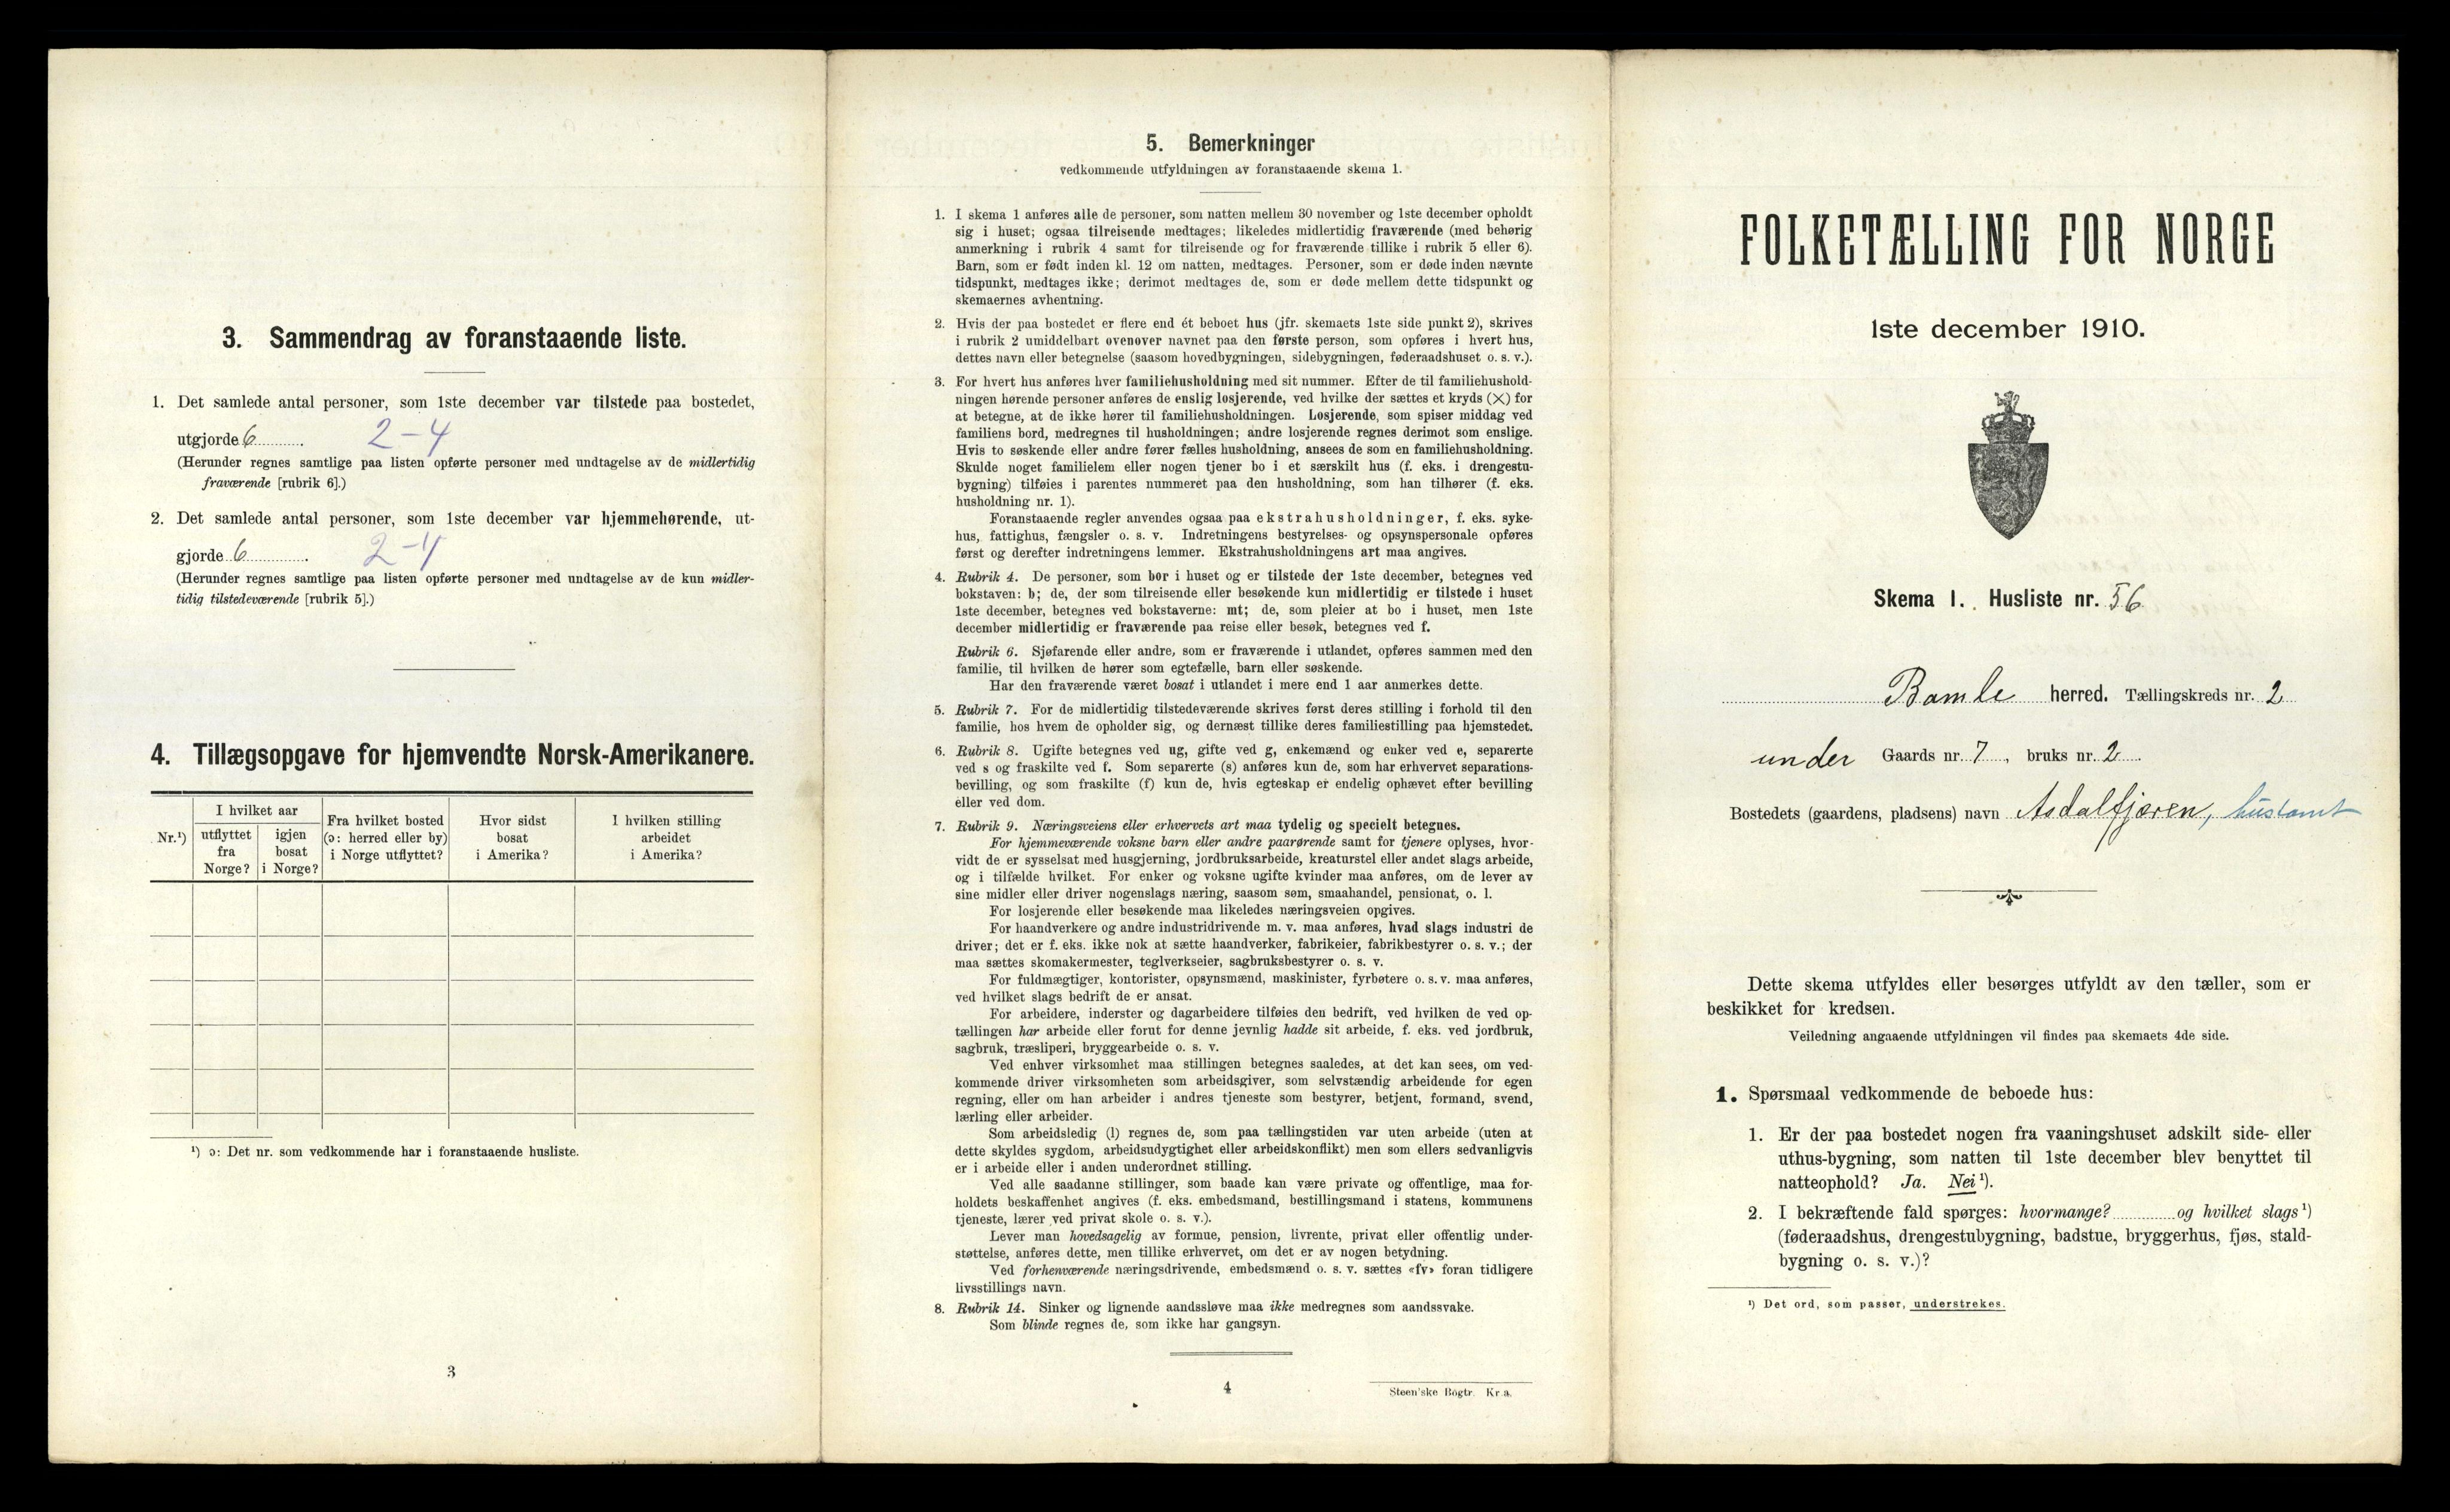 3. Sammendrag av foranstaaende liste.
1. Det samlede antal personer, som 1ste december var tilstede paa bostedet,
utgjorde 6. 2-4
(Herunder regnes samtlige paa listen opførte personer med undtagelse av de midlertidig
fraværende [rubrik 6].)
2. Det samlede antal personer, som 1ste december var hjemmehørende, ut-
gjorde 6. 2-4
(Herunder regnes samtlige paa listen opførte personer med undtagelse av de kun midler-
tidig tilstedeværende [rubrik 5].)
4. Tillægsopgave for hjemvendte Norsk-Amerikanere.
Nr.¹)
I hvilket aar
utflyttet
fra
Norge?
igjen
bosat
i Norge?
Fra hvilket bosted
(ɔ: herred eller by)
i Norge utflyttet?
Hvor sidst
bosat
i Amerika?
I hvilken stilling
arbeidet
i Amerika?
¹) ɔ: Det nr. som vedkommende har i foranstaaende husliste.
3
5. Bemerkninger
vedkommende utfyldningen av foranstaaende skema 1.
1. I skema 1 anføres alle de personer, som natten mellem 30 november og 1ste december opholdt
sig i huset; ogsaa tilreisende medtages; likeledes midlertidig fraværende (med behørig
anmerkning i rubrik 4 samt for tilreisende og for fraværende tillike i rubrik 5 eller 6).
Barn, som er født inden kl. 12 om natten, medtages. Personer, som er døde inden nævnte
tidspunkt, medtages ikke; derimot medtages de, som er døde mellem dette tidspunkt og
skemaernes avhentning.
2. Hvis der paa bostedet er flere end ét beboet hus (jfr. skemaets 1ste side punkt 2), skrives
i rubrik 2 umiddelbart ovenover navnet paa den første person, som opføres i hvert hus,
dettes navn eller betegnelse (saasom hovedbygningen, sidebygningen, føderaadshuset o. s. v.).
3. For hvert hus anføres hver familiehusholdning med sit nummer. Efter de til familiehushold-
ningen hørende personer anføres de enslig losjerende, ved hvilke der sættes et kryds (×) for
at betegne, at de ikke hører til familiehusholdningen. Losjerende, som spiser middag ved
familiens bord, medregnes til husholdningen; andre losjerende regnes derimot som enslige.
Hvis to søskende eller andre fører fælles husholdning, ansees de som en familiehusholdning.
Skulde noget familielem eller nogen tjener bo i et særskilt hus (f. eks. i drengestu-
bygning) tilføies i parentes nummeret paa den husholdning, som han tilhører (f. eks.
husholdning nr. 1).
Foranstaaende regler anvendes ogsaa paa ekstrahusholdninger, f. eks. syke-
hus, fattighus, fængsler o. s. v. Indretningens bestyrelses- og opsynspersonale opføres
først og derefter indretningens lemmer. Ekstrahusholdningens art maa angives.
4. Rubrik 4. De personer, som bor i huset og er tilstede der 1ste december, betegnes ved
bokstaven: b; de, der som tilreisende eller besøkende kun midlertidig er tilstede i huset
1ste december, betegnes ved bokstaverne: mt; de, som pleier at bo i huset, men 1ste
december midlertidig er fraværende paa reise eller besøk, betegnes ved f.
Rubrik 6. Sjøfarende eller andre, som er fraværende i utlandet, opføres sammen med den
familie, til hvilken de hører som egtefælle, barn eller søskende.
Har den fraværende været bosat i utlandet i mere end 1 aar anmerkes dette.
5. Rubrik 7. For de midlertidig tilstedeværende skrives først deres stilling i forhold til den
familie, hos hvem de opholder sig, og dernæst tillike deres familiestilling paa hjemstedet.
6. Rubrik 8. Ugifte betegnes ved ug, gifte ved g, enkemænd og enker ved e, separerte
ved s og fraskilte ved f. Som separerte (s) anføres kun de, som har erhvervet separations-
bevilling, og som fraskilte (f) kun de, hvis egteskap er endelig ophævet efter bevilling
eller ved dom.
7. Rubrik 9. Næringsveiens eller erhvervets art maa tydelig og specielt betegnes.
For hjemmeværende voksne barn eller andre paarørende samt for tjenere oplyses, hvor-
vidt de er sysselsat med husgjerning, jordbruksarbeide, kreaturstel eller andet slags arbeide,
og i tilfælde hvilket. For enker og voksne ugifte kvinder maa anføres, om de lever av
sine midler eller driver nogenslags næring, saasom søm, smaahandel, pensionat, o. l.
For losjerende eller besøkende maa likeledes næringsveien opgives.
For haandverkere og andre industridrivende m. v. maa anføres, hvad slags industri de
driver; det er f. eks. ikke nok at sætte haandverker, fabrikeier, fabrikbestyrer o. s. v.; der
maa sættes skomakermester, teglverkseier, sagbruksbestyrer o. s. v.
For fuldmægtiger, kontorister, opsynsmænd, maskinister, fyrbøtere o. s. v. maa anføres,
ved hvilket slags bedrift de er ansat.
For arbeidere, inderster og dagarbeidere tilføies den bedrift, ved hvilken de ved op-
tællingen har arbeide eller forut for denne jevnlig hadde sit arbeide, f. eks. ved jordbruk,
sagbruk, træsliperi, bryggearbeide o. s. v.
Ved enhver virksomhet maa stillingen betegnes saaledes, at det kan sees, om ved-
kommende driver virksomheten som arbeidsgiver, som selvstændig arbeidende for egen
regning, eller om han arbeider i andres tjeneste som bestyrer, betjent, formand, svend,
lærling eller arbeider.
Som arbeidsledig (l) regnes de, som paa tællingstiden var uten arbeide (uten at
dette skyldes sygdom, arbeidsudygtighet eller arbeidskonflikt) men som ellers sedvanligvis
er i arbeide eller i anden underordnet stilling.
Ved alle saadanne stillinger, som baade kan være private og offentlige, maa for-
holdets beskaffenhet angives (f. eks. embedsmand, bestillingsmand i statens, kommunens
tjeneste, lærer ved privat skole o. s. v.).
Lever man hovedsagelig av formue, pension, livrente, privat eller offentlig under-
støttelse, anføres dette, men tillike erhvervet, om det er av nogen betydning.
Ved forhenværende næringsdrivende, embedsmænd o. s. v. sættes «fv» foran tidligere
livsstillings navn.
8. Rubrik 14. Sinker og lignende aandssløve maa ikke medregnes som aandssvake.
Som blinde regnes de, som ikke har gangsyn.
4
Steen'ske Bogtr. Kr.a.
FOLKETÆLLING FOR NORGE
1ste december 1910.
Skema 1. Husliste nr. 56
Bamle herred. Tællingskreds nr. 2
under Gaards nr. 7, bruks nr. 2.
Bostedets (gaardens, pladsens) navn Asdalfjæren, hustomt
Dette skema utfyldes eller besørges utfyldt av den tæller, som er
beskikket for kredsen.
Veiledning angaaende utfyldningen vil findes paa skemaets 4de side.
1. Spørsmaal vedkommende de beboede hus:
1. Er der paa bostedet nogen fra vaaningshuset adskilt side- eller
uthus-bygning, som natten til 1ste december blev benyttet til
natteophold? Ja. Nei¹).
2. I bekræftende fald spørges: hvormange? og hvilket slags¹)
(føderaadshus, drengestubygning, badstue, bryggerhus, fjøs, stald-
bygning o. s. v.)?
¹) Det ord, som passer, understrekes.